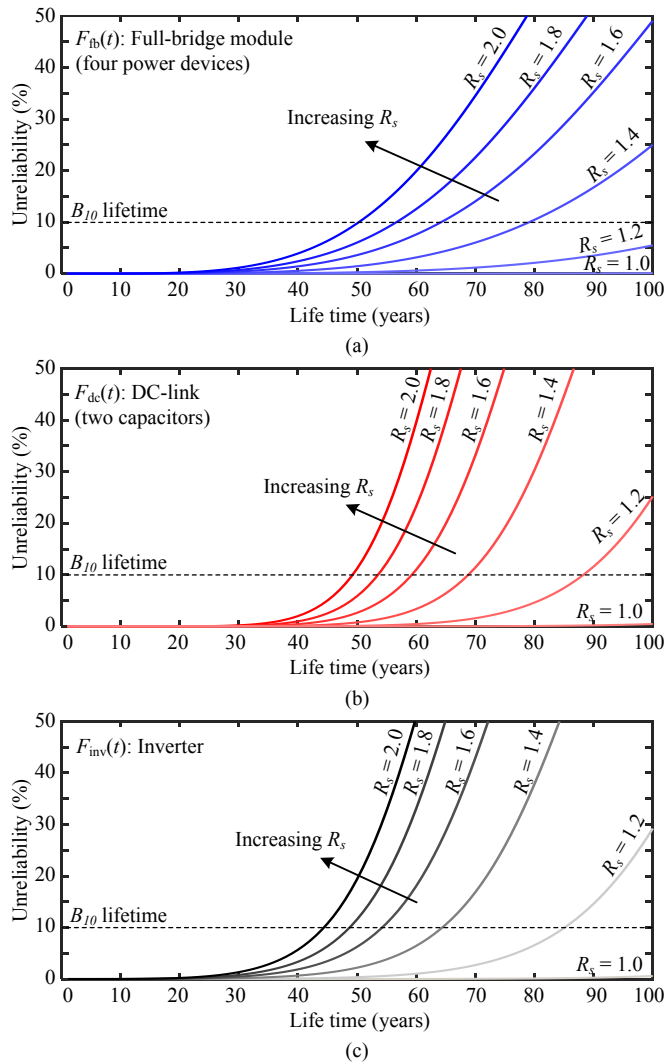 F_fb(t): Full-bridge module
(four power devices)
Increasing R_s
R_s = 2.0
R_s = 1.8
R_s = 1.6
R_s = 1.4
R_s = 1.2
R_s = 1.0
B_10 lifetime
Unreliability (%)
50
40
30
20
10
0
0 10 20 30 40 50 60 70 80 90 100
Life time (years)
(a)
F_dc(t): DC-link
(two capacitors)
Increasing R_s
R_s = 2.0
R_s = 1.8
R_s = 1.6
R_s = 1.4
R_s = 1.2
R_s = 1.0
B_10 lifetime
Unreliability (%)
50
40
30
20
10
0
0 10 20 30 40 50 60 70 80 90 100
Life time (years)
(b)
F_inv(t): Inverter
Increasing R_s
R_s = 2.0
R_s = 1.8
R_s = 1.6
R_s = 1.4
R_s = 1.2
R_s = 1.0
B_10 lifetime
Unreliability (%)
50
40
30
20
10
0
0 10 20 30 40 50 60 70 80 90 100
Life time (years)
(c)